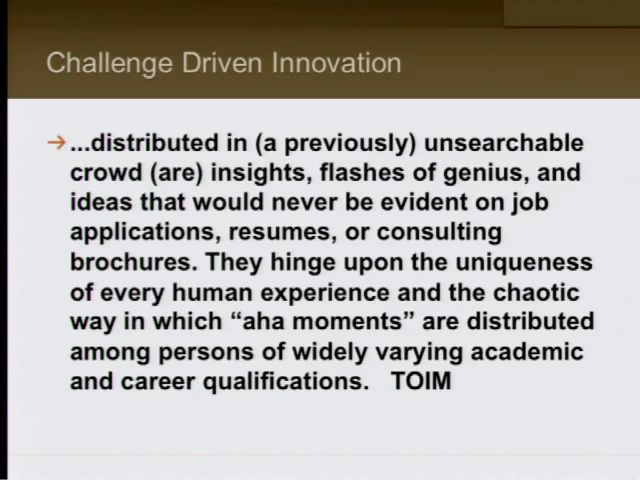 Challenge Driven Innovation
...distributed in (a previously) unsearchable
crowd (are) insights, flashes of genius, and
ideas that would never be evident on job
applications, resumes, or consulting
brochures. They hinge upon the uniqueness
of every human experience and the chaotic
way in which “aha moments” are distributed
among persons of widely varying academic
and career qualifications. TOIM